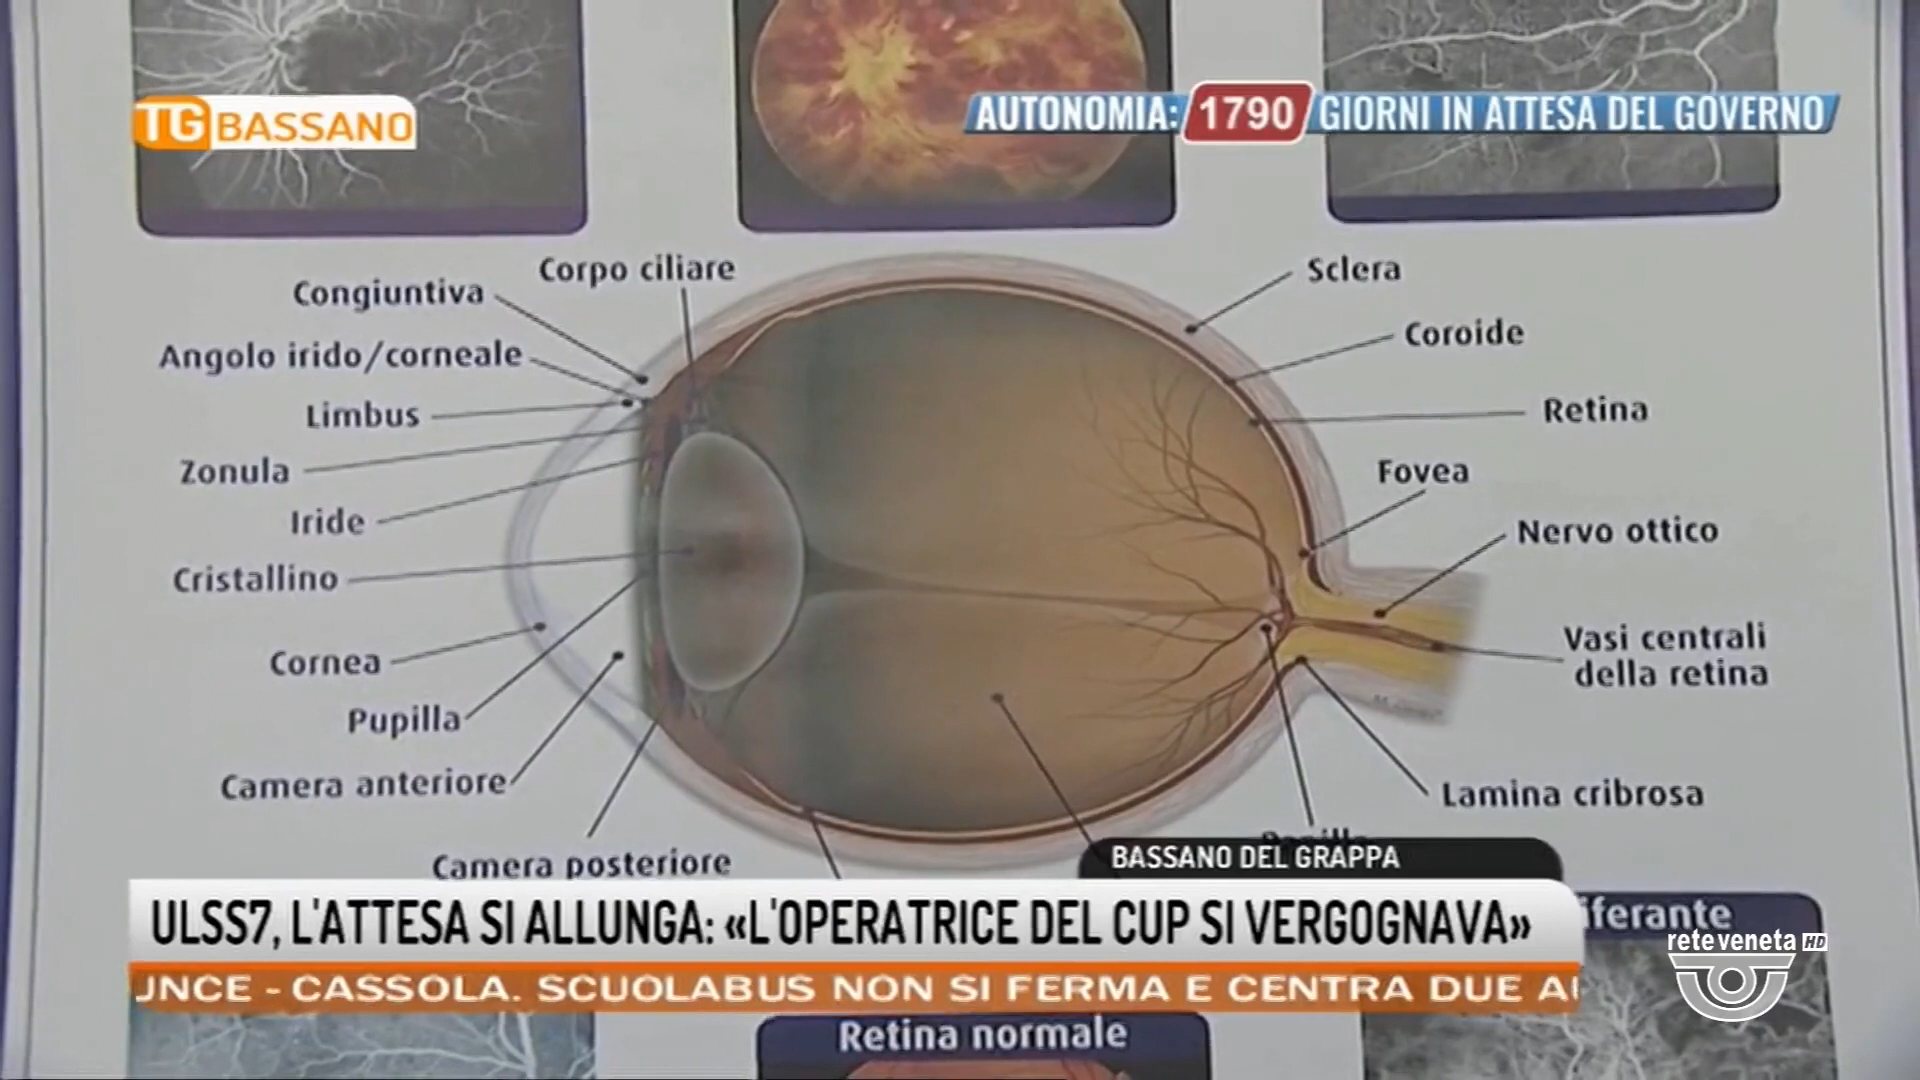 TG BASSANO
AUTONOMIA: 1790 GIORNI IN ATTESA DEL GOVERNO
Corpo ciliare
Congiuntiva
Angolo irido/corneale
Limbus
Zonula
Iride
Cristallino
Cornea
Pupilla
Camera anteriore
Camera posteriore
Sclera
Coroide
Retina
Fovea
Nervo ottico
Vasi centrali
della retina
Lamina cribrosa
BASSANO DEL GRAPPA
ULSS7, L'ATTESA SI ALLUNGA: «L'OPERATRICE DEL CUP SI VERGOGNAVA»
- CASSOLA. SCUOLABUS NON SI FERMA E CENTRA DUE
reteveneta HD
Retina normale